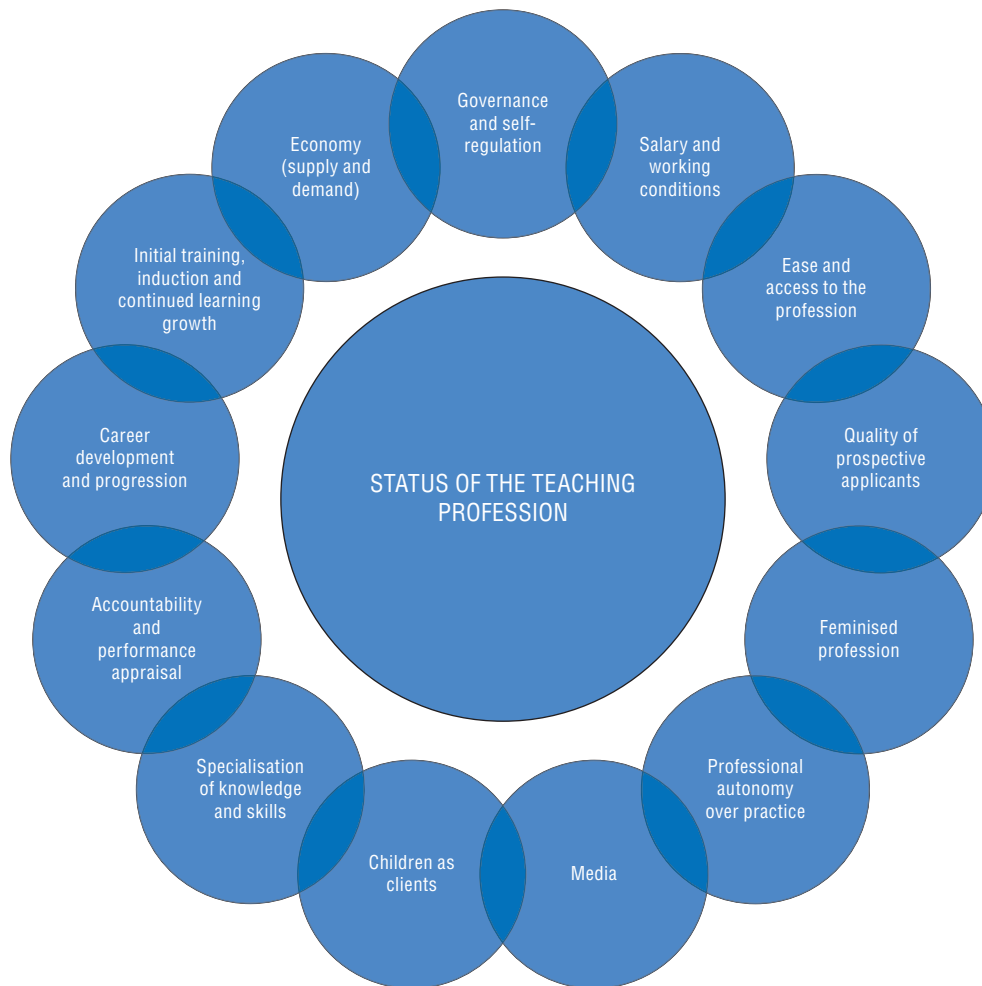 Governance
and self-
regulation
Salary and
working
conditions
Ease and
access to the
profession
Quality of
prospective
applicants
Feminised
profession
Professional
autonomy
over practice
Media
Children as
clients
Specialisation
of knowledge
and skills
Accountability
and
performance
appraisal
Career
development
and progression
Initial training,
induction and
continued learning
growth
Economy
(supply and
demand)
STATUS OF THE TEACHING
PROFESSION